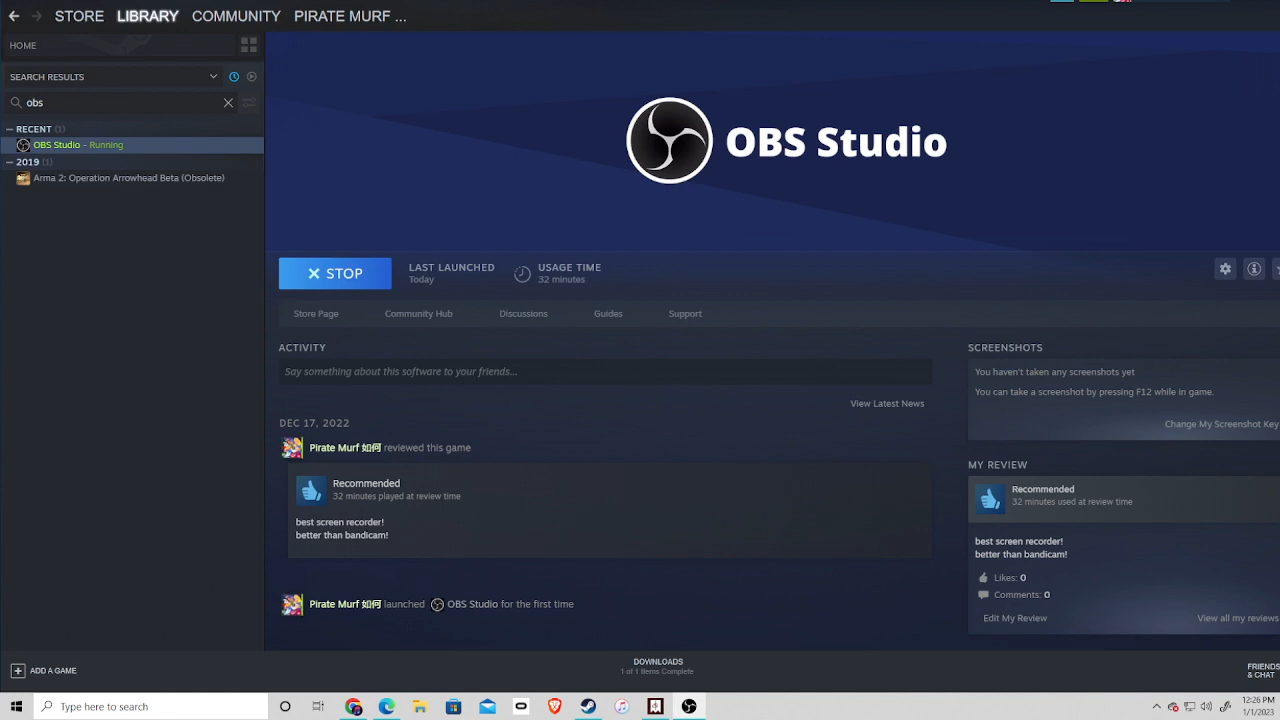 STORE LIBRARY COMMUNITY PIRATE MURF ...
HOME
SEARCH RESULTS
obs
RECENT (1)
OBS Studio - Running
2019 (1)
Arma 2: Operation Arrowhead Beta (Obsolete)
OBS Studio
STOP
LAST LAUNCHED
Today
USAGE TIME
32 minutes
Store Page Community Hub Discussions Guides Support
ACTIVITY
Say something about this software to your friends...
View Latest News
DEC 17, 2022
Pirate Murf 如何 reviewed this game
Recommended
32 minutes played at review time
best screen recorder!
better than bandicam!
Pirate Murf 如何 launched OBS Studio for the first time
SCREENSHOTS
You haven't taken any screenshots yet
You can take a screenshot by pressing F12 while in game.
Change My Screenshot Key
MY REVIEW
Recommended
32 minutes used at review time
best screen recorder!
better than bandicam!
Likes: 0
Comments: 0
Edit My Review View all my reviews
ADD A GAME
DOWNLOADS
1 of 1 Items Complete
FRIENDS
& CHAT
Type here to search
12:26 PM
1/1/2023